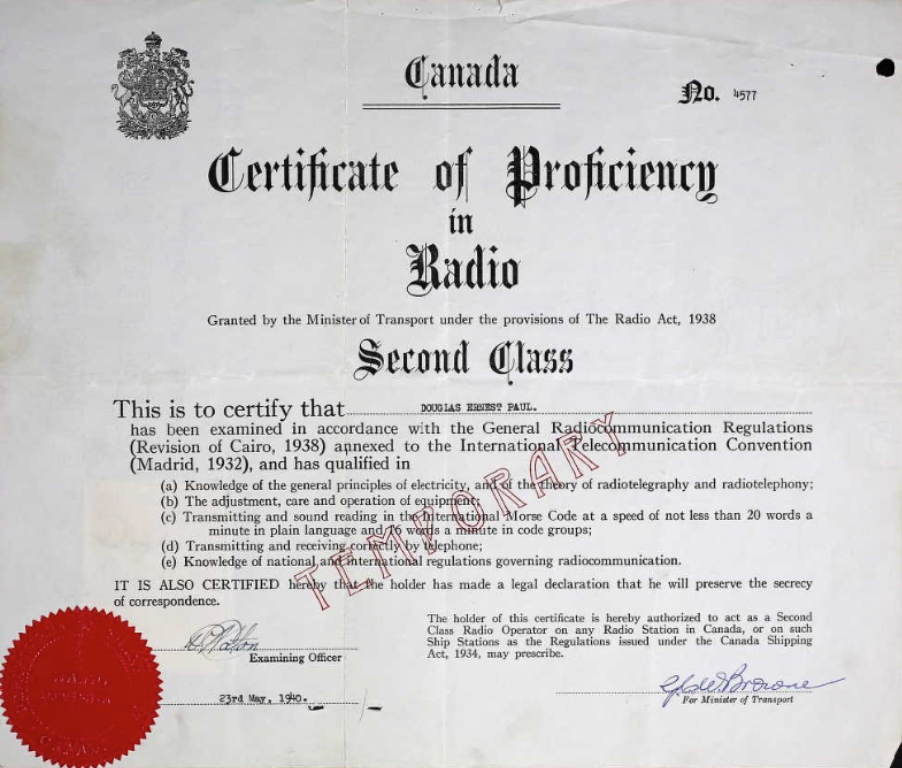 Canada
No. 4577
Certificate of Proficiency
in
Radio
Granted by the Minister of Transport under the provisions of The Radio Act, 1938
Second Class
This is to certify that DOUGLAS ERNEST PAUL.
has been examined in accordance with the General Radiocommunication Regulations
(Revision of Cairo, 1938) annexed to the International Telecommunication Convention
(Madrid, 1932), and has qualified in
(a) Knowledge of the general principles of electricity, and of the theory of radiotelegraphy and radiotelephony;
(b) The adjustment, care and operation of equipment;
(c) Transmitting and sound reading in the International Morse Code at a speed of not less than 20 words a
minute in plain language and 16 words a minute in code groups;
(d) Transmitting and receiving correctly by telephone;
(e) Knowledge of national and international regulations governing radiocommunication.
TEMPORARY
IT IS ALSO CERTIFIED hereby that the holder has made a legal declaration that he will preserve the secrecy
of correspondence.
The holder of this certificate is hereby authorized to act as a Second
Class Radio Operator on any Radio Station in Canada, or on such
Ship Stations as the Regulations issued under the Canada Shipping
Act, 1934, may prescribe.
Examining Officer
23rd May, 1940.
For Minister of Transport